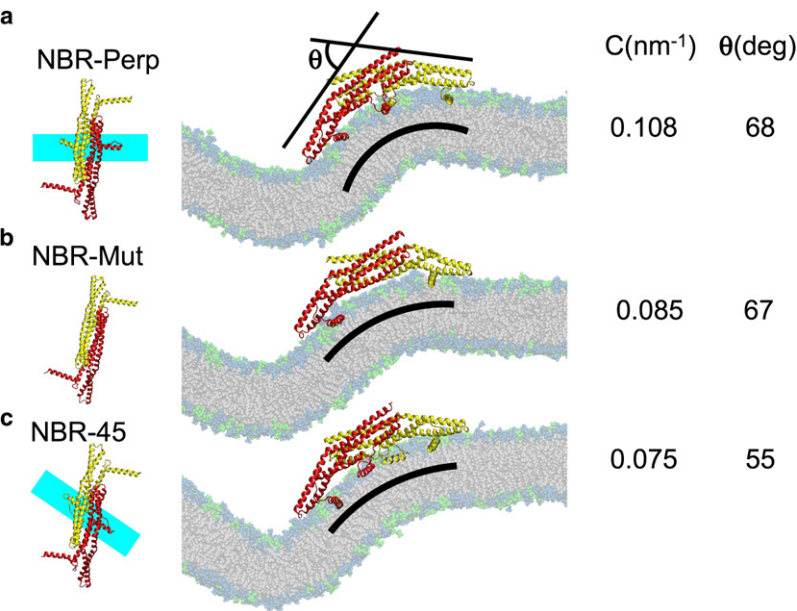 a
NBR-Perp
θ
C(nm-1) θ(deg)
0.108 68
b
NBR-Mut
0.085 67
c
NBR-45
0.075 55